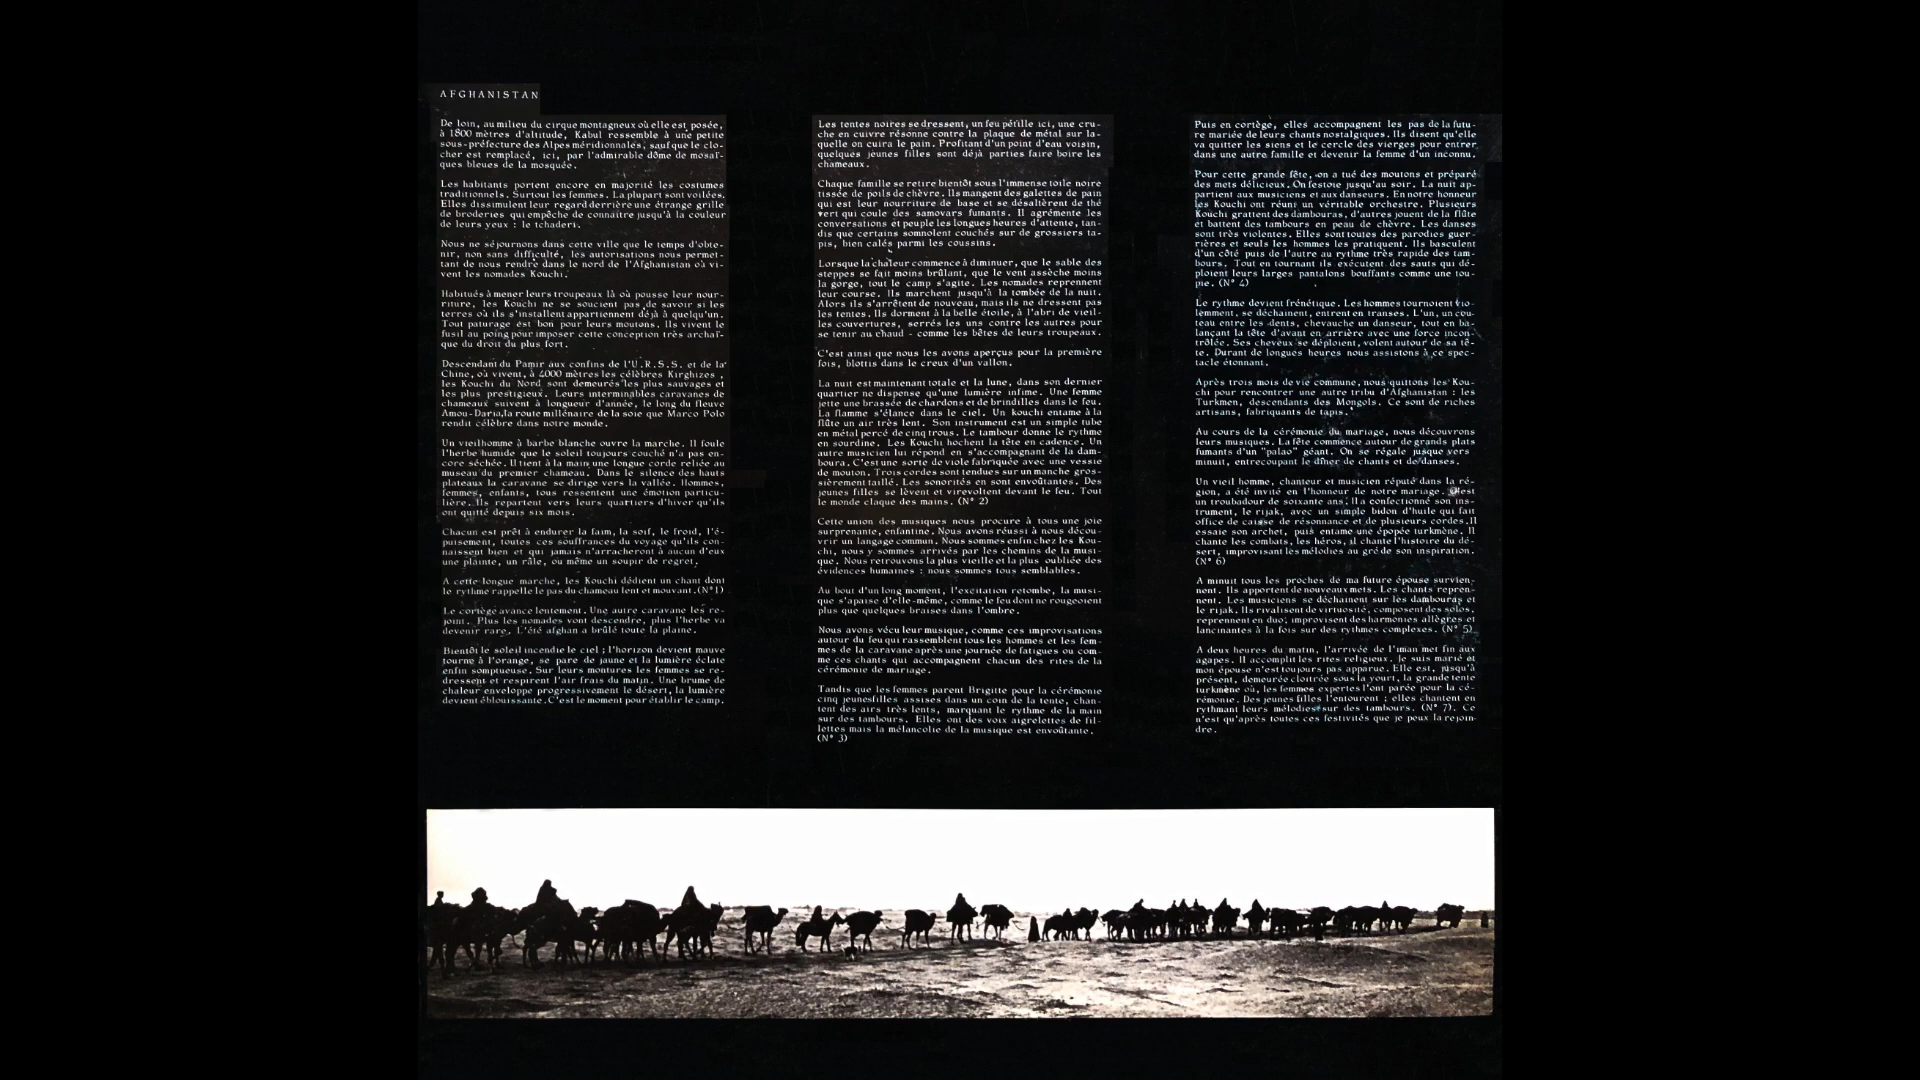 AFGHANISTAN
De loin, au milieu du cirque montagneux où elle est posée,
à 1800 mètres d'altitude, Kabul ressemble à une petite
sous-préfecture des Alpes méridionnales, sauf que le clo-
cher est remplacé, ici, par l'admirable dôme de mosaï-
ques bleues de la mosquée.
Les habitants portent encore en majorité les costumes
traditionnels. Surtout les femmes. La plupart sont voilées.
Elles dissimulent leur regard derrière une étrange grille
de broderies qui empêche de connaître jusqu'à la couleur
de leurs yeux : le tchaderi.
Nous ne séjournons dans cette ville que le temps d'obte-
nir, non sans difficulté, les autorisations nous permet-
tant de nous rendre dans le nord de l'Afghanistan où vi-
vent les nomades Kouchi.
Habitués à mener leurs troupeaux là où pousse leur nour-
riture, les Kouchi ne se soucient pas de savoir si les
terres où ils s'installent appartiennent déjà à quelqu'un.
Tout paturage est bon pour leurs moutons. Ils vivent le
fusil au poing pour imposer cette conception très archaï-
que du droit du plus fort.
Descendant du Pamir aux confins de l'U.R.S.S. et de la
Chine, où vivent, à 4000 mètres les célèbres Kirghizes,
les Kouchi du Nord sont demeurés les plus sauvages et
les plus prestigieux. Leurs interminables caravanes de
chameaux suivent à longueur d'année, le long du fleuve
Amou-Daria, la route millénaire de la soie que Marco Polo
rendit célèbre dans notre monde.
Un vieil homme à barbe blanche ouvre la marche. Il foule
l'herbe humide que le soleil toujours couché n'a pas en-
core séchée. Il tient à la main une longue corde reliée au
museau du premier chameau. Dans le silence des hauts
plateaux la caravane se dirige vers la vallée. Hommes,
femmes, enfants, tous ressentent une émotion particu-
lière. Ils repartent vers leurs quartiers d'hiver qu'ils
ont quitté depuis six mois.
Chacun est prêt à endurer la faim, la soif, le froid, l'é-
puisement, toutes ces souffrances du voyage qu'ils con-
naissent bien et qui jamais n'arracheront à aucun d'eux
une plainte, un râle, ou même un soupir de regret.
A cette longue marche, les Kouchi dédient un chant dont
le rythme rappelle le pas du chameau lent et mouvant. (N°1)
Le cortège avance lentement. Une autre caravane les re-
joint. Plus les nomades vont descendre, plus l'herbe va
devenir rare. L'été afghan a brûlé toute la plaine.
Bientôt le soleil incendie le ciel ; l'horizon devient mauve
tourne à l'orange, se pare de jaune et la lumière éclate
enfin somptueuse. Sur leurs montures les femmes se re-
dressent et respirent l'air frais du matin. Une brume de
chaleur enveloppe progressivement le désert, la lumière
devient éblouissante. C'est le moment pour établir le camp.
Les tentes noires se dressent, un feu pétille ici, une cru-
che en cuivre résonne contre la plaque de métal sur la-
quelle on cuira le pain. Profitant d'un point d'eau voisin,
quelques jeunes filles sont déjà parties faire boire les
chameaux.
Chaque famille se retire bientôt sous l'immense toile noire
tissée de poils de chèvre. Ils mangent des galettes de pain
qui est leur nourriture de base et se désaltèrent de thé
vert qui coule des samovars fumants. Il agrémente les
conversations et peuple les longues heures d'attente, tan-
dis que certains somnolent couchés sur de grossiers ta-
pis, bien calés parmi les coussins.
Lorsque la chaleur commence à diminuer, que le sable des
steppes se fait moins brûlant, que le vent assèche moins
la gorge, tout le camp s'agite. Les nomades reprennent
leur course. Ils marchent jusqu'à la tombée de la nuit.
Alors ils s'arrêtent de nouveau, mais ils ne dressent pas
les tentes. Ils dorment à la belle étoile, à l'abri de vieil-
les couvertures, serrés les uns contre les autres pour
se tenir au chaud - comme les bêtes de leurs troupeaux.
C'est ainsi que nous les avons aperçus pour la première
fois, blottis dans le creux d'un vallon.
La nuit est maintenant totale et la lune, dans son dernier
quartier ne dispense qu'une lumière infime. Une femme
jette une brassée de chardons et de brindilles dans le feu.
La flamme s'élance dans le ciel. Un kouchi entame à la
flûte un air très lent. Son instrument est un simple tube
en métal percé de cinq trous. Le tambour donne le rythme
en sourdine. Les Kouchi hochent la tête en cadence. Un
autre musicien lui répond en s'accompagnant de la dam-
boura. C'est une sorte de viole fabriquée avec une vessie
de mouton. Trois cordes sont tendues sur un manche gros-
sièrement taillé. Les sonorités en sont envoûtantes. Des
jeunes filles se lèvent et virevoltent devant le feu. Tout
le monde claque des mains. (N° 2)
Cette union des musiques nous procure à tous une joie
surprenante, enfantine. Nous avons réussi à nous décou-
vrir un langage commun. Nous sommes enfin chez les Kou-
chi, nous y sommes arrivés par les chemins de la musi-
que. Nous retrouvons la plus vieille et la plus oubliée des
évidences humaines : nous sommes tous semblables.
Au bout d'un long moment, l'excitation retombe, la musi-
que s'apaise d'elle-même, comme le feu dont ne rougeoient
plus que quelques braises dans l'ombre.
Nous avons vécu leur musique, comme ces improvisations
autour du feu qui rassemblent tous les hommes et les fem-
mes de la caravane après une journée de fatigues ou com-
me ces chants qui accompagnent chacun des rites de la
cérémonie de mariage.
Tandis que les femmes parent Brigitte pour la cérémonie
cinq jeunes filles assises dans un coin de la tente, chan-
tent des airs très lents, marquant le rythme de la main
sur des tambours. Elles ont des voix aigrelettes de fil-
lettes mais la mélancolie de la musique est envoûtante.
(N° 3)
Puis en cortège, elles accompagnent les pas de la futu-
re mariée de leurs chants nostalgiques. Ils disent qu'elle
va quitter les siens et le cercle des vierges pour entrer
dans une autre famille et devenir la femme d'un inconnu.
Pour cette grande fête, on a tué des moutons et préparé
des mets délicieux. On festoie jusqu'au soir. La nuit ap-
partient aux musiciens et aux danseurs. En notre honneur
les Kouchi ont réuni un véritable orchestre. Plusieurs
Kouchi grattent des dambouras, d'autres jouent de la flûte
et battent des tambours en peau de chèvre. Les danses
sont très violentes. Elles sont toutes des parodies guer-
rières et seuls les hommes les pratiquent. Ils basculent
d'un côté puis de l'autre au rythme très rapide des tam-
bours. Tout en tournant ils exécutent des sauts qui dé-
ploient leurs larges pantalons bouffants comme une tou-
pie. (N° 4)
Le rythme devient frénétique. Les hommes tournoient vio-
lemment, se déchaînent, entrent en transes. L'un, un cou-
teau entre les dents, chevauche un danseur, tout en ba-
lançant la tête d'avant en arrière avec une force incon-
trôlée. Ses cheveux se déploient, volent autour de sa tê-
te. Durant de longues heures nous assistons à ce spec-
tacle étonnant.
Après trois mois de vie commune, nous quittons les Kou-
chi pour rencontrer une autre tribu d'Afghanistan : les
Turkmen, descendants des Mongols. Ce sont de riches
artisans, fabriquants de tapis.
Au cours de la cérémonie du mariage, nous découvrons
leurs musiques. La fête commence autour de grands plats
fumants d'un "palao" géant. On se régale jusque vers
minuit, entrecoupant le dîner de chants et de danses.
Un vieil homme, chanteur et musicien réputé dans la ré-
gion, a été invité en l'honneur de notre mariage. C'est
un troubadour de soixante ans. Il a confectionné son ins-
trument, le rijak, avec un simple bidon d'huile qui fait
office de caisse de résonnance et de plusieurs cordes. Il
essaie son archet, puis entame une épopée turkmène. Il
chante les combats, les héros, il chante l'histoire du dé-
sert, improvisant les mélodies au gré de son inspiration.
(N° 6)
A minuit tous les proches de ma future épouse survien-
nent. Ils apportent de nouveaux mets. Les chants repren-
nent. Les musiciens se déchaînent sur les dambouras et
le rijak. Ils rivalisent de virtuosité, composent des solos,
reprennent en duo, improvisent des harmonies allègres et
lancinantes à la fois sur des rythmes complexes. (N° 5)
A deux heures du matin, l'arrivée de l'iman met fin aux
agapes. Il accomplit les rites religieux. Je suis marié et
mon épouse n'est toujours pas apparue. Elle est, jusqu'à
présent, demeurée cloîtrée sous la yourt, la grande tente
turkmène où, les femmes expertes l'ont parée pour la cé-
rémonie. Des jeunes filles l'entourent : elles chantent en
rythmant leurs mélodies sur des tambours. (N° 7). Ce
n'est qu'après toutes ces festivités que je peux la rejoin-
dre.